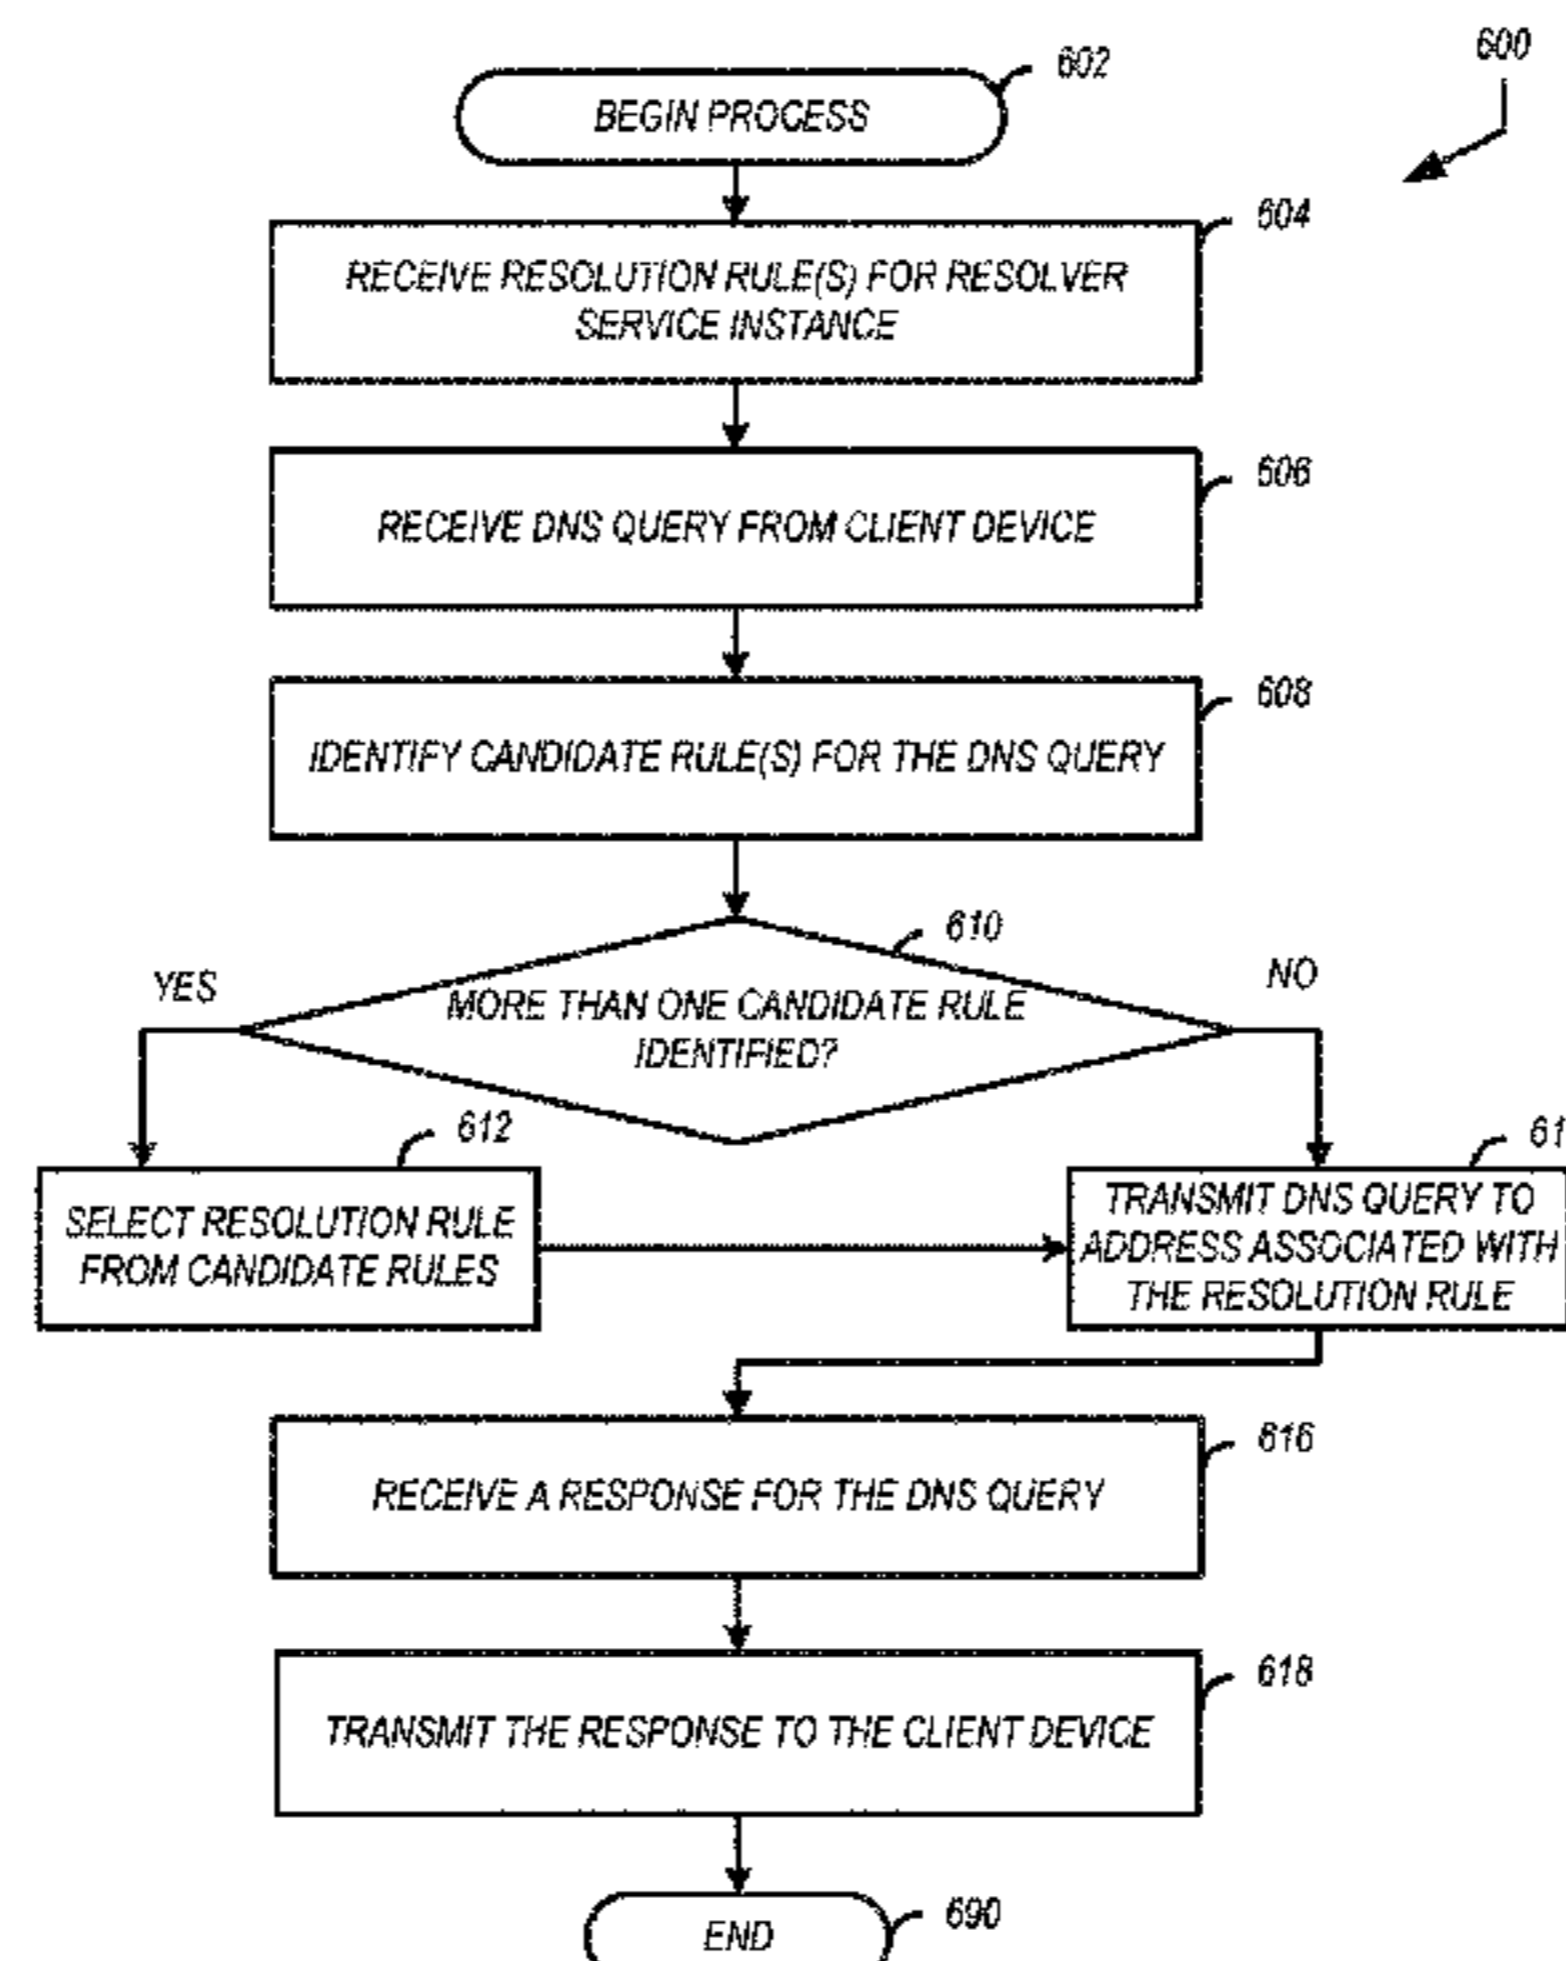 600
602
BEGIN PROCESS
604
RECEIVE RESOLUTION RULE(S) FOR RESOLVER
SERVICE INSTANCE
606
RECEIVE DNS QUERY FROM CLIENT DEVICE
608
IDENTIFY CANDIDATE RULE(S) FOR THE DNS QUERY
610
MORE THAN ONE CANDIDATE RULE
IDENTIFIED?
YES
NO
612
SELECT RESOLUTION RULE
FROM CANDIDATE RULES
61
TRANSMIT DNS QUERY TO
ADDRESS ASSOCIATED WITH
THE RESOLUTION RULE
616
RECEIVE A RESPONSE FOR THE DNS QUERY
618
TRANSMIT THE RESPONSE TO THE CLIENT DEVICE
690
END